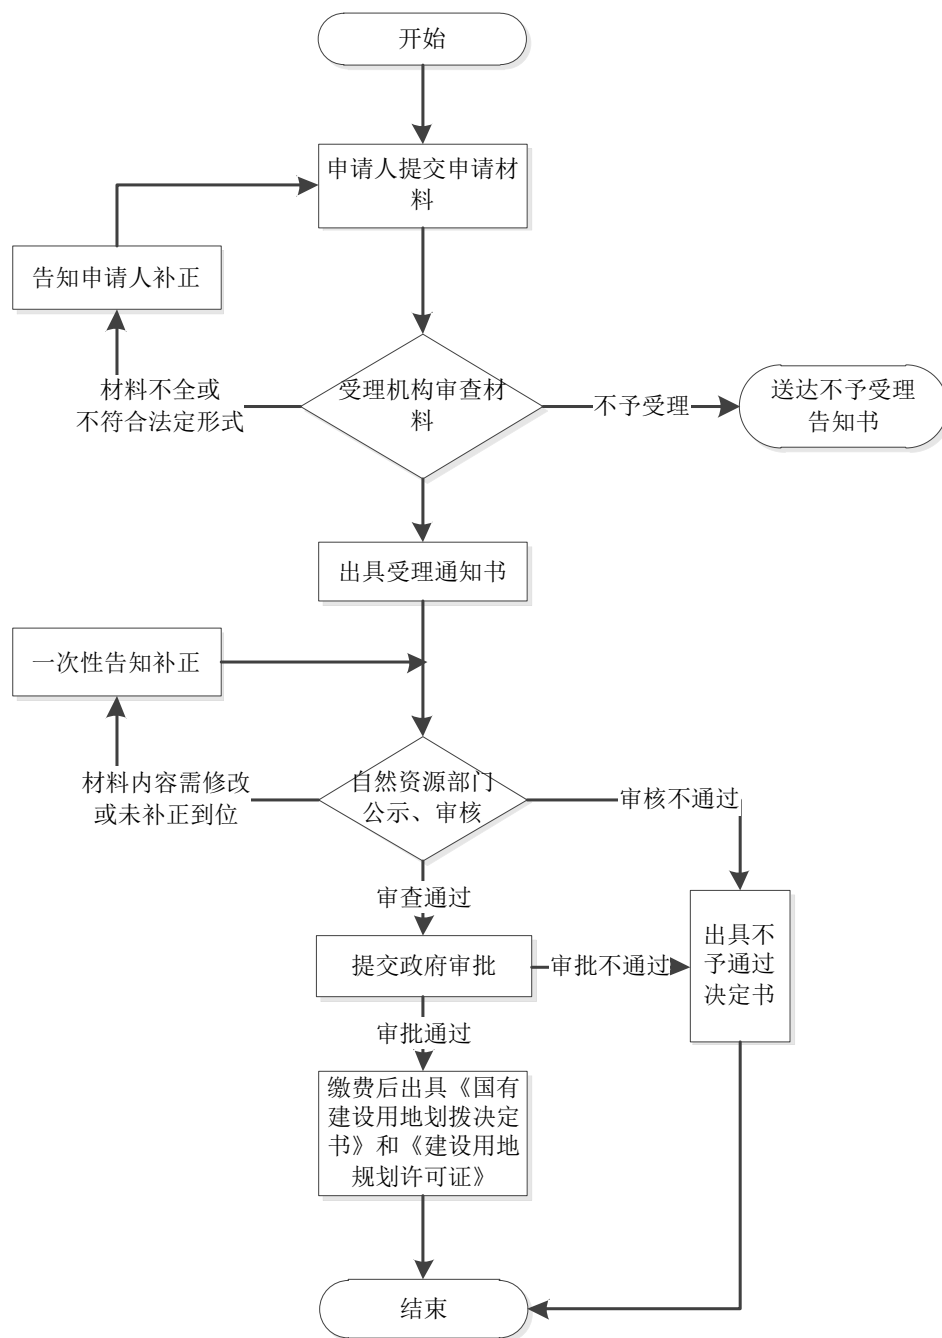 开始
申请人提交申请材
料
告知申请人补正
材料不全或
不符合法定形式
受理机构审查材
料
不予受理
送达不予受理
告知书
出具受理通知书
一次性告知补正
材料内容需修改
或未补正到位
自然资源部门
公示、审核
审核不通过
审查通过
提交政府审批
审批不通过
出具不
予通过
决定书
审批通过
缴费后出具《国有
建设用地划拨决定
书》和《建设用地
规划许可证》
结束